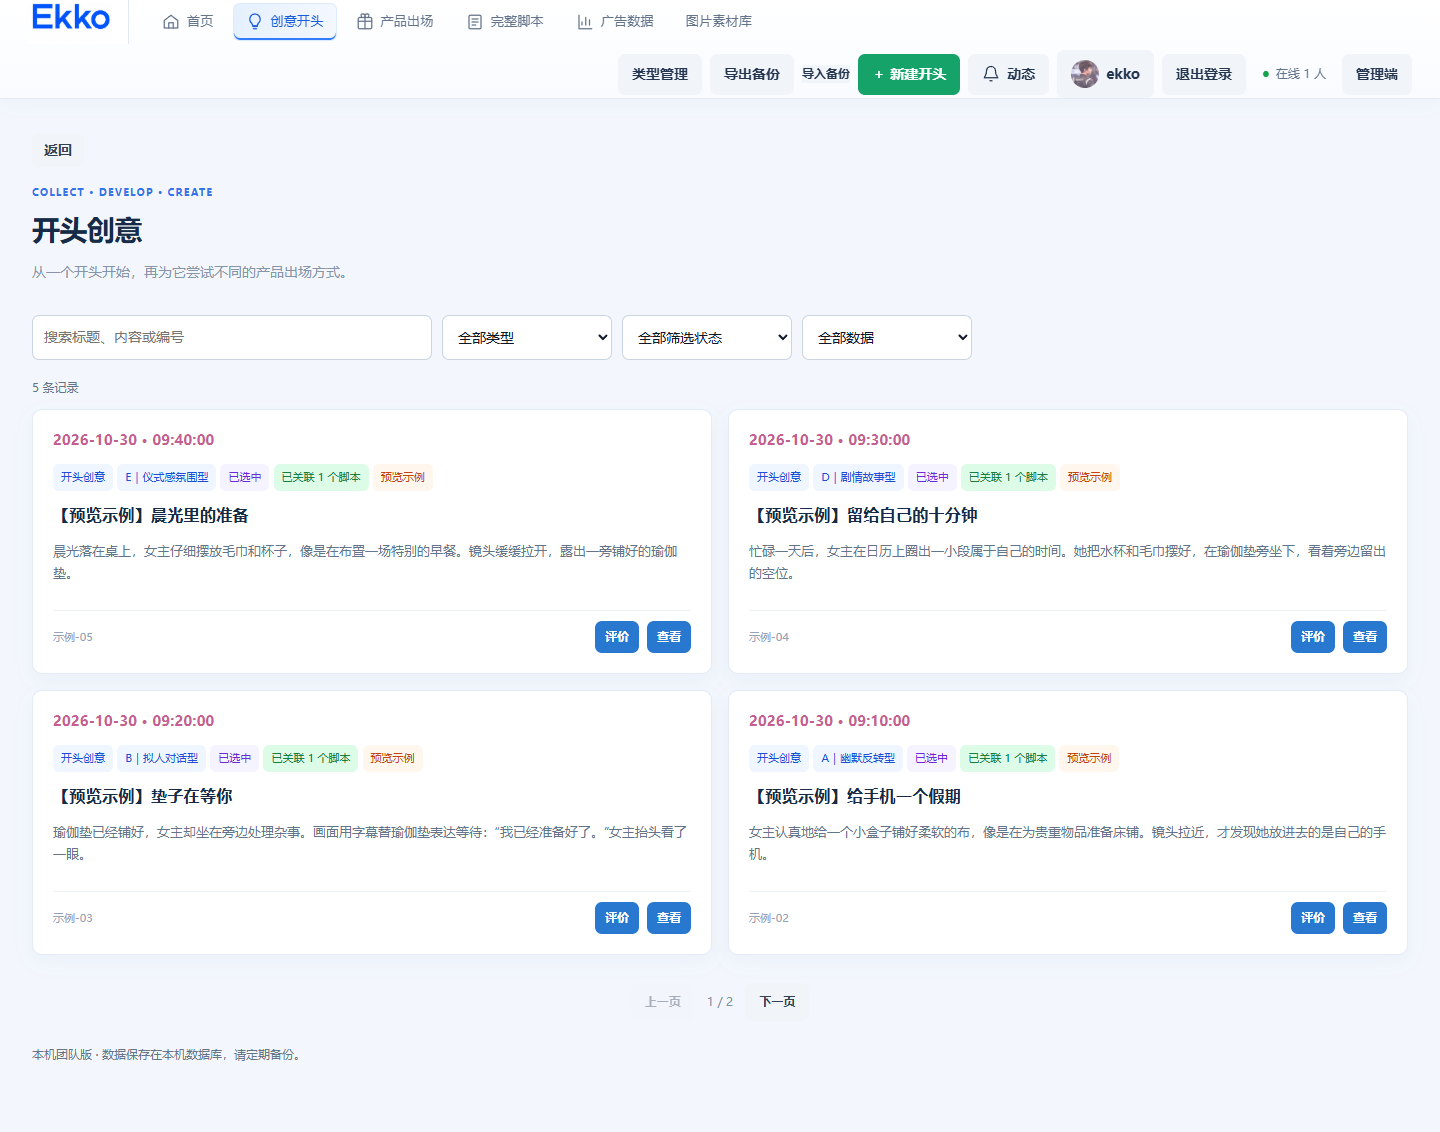 Ekko
首页
创意开头
产品出场
完整脚本
广告数据
图片素材库
类型管理
导出备份
导入备份
+ 新建开头
动态
ekko
退出登录
在线 1 人
管理端
返回
COLLECT • DEVELOP • CREATE
开头创意
从一个开头开始，再为它尝试不同的产品出场方式。
搜索标题、内容或编号
全部类型
全部筛选状态
全部数据
5 条记录
2026-10-30 • 09:40:00
开头创意 E｜仪式感氛围型 已选中 已关联 1 个脚本 预览示例
【预览示例】晨光里的准备
晨光落在桌上，女主仔细摆放毛巾和杯子，像是在布置一场特别的早餐。镜头缓缓拉开，露出一旁铺好的瑜伽
垫。
示例-05
评价
查看
2026-10-30 • 09:30:00
开头创意 D｜剧情故事型 已选中 已关联 1 个脚本 预览示例
【预览示例】留给自己的十分钟
忙碌一天后，女主在日历上圈出一小段属于自己的时间。她把水杯和毛巾摆好，在瑜伽垫旁坐下，看着旁边留出
的空位。
示例-04
评价
查看
2026-10-30 • 09:20:00
开头创意 B｜拟人对话型 已选中 已关联 1 个脚本 预览示例
【预览示例】垫子在等你
瑜伽垫已经铺好，女主却坐在旁边处理杂事。画面用字幕替瑜伽垫表达等待：“我已经准备好了。”女主抬头看了
一眼。
示例-03
评价
查看
2026-10-30 • 09:10:00
开头创意 A｜幽默反转型 已选中 已关联 1 个脚本 预览示例
【预览示例】给手机一个假期
女主认真地给一个小盒子铺好柔软的布，像是在为贵重物品准备床铺。镜头拉近，才发现她放进去的是自己的手
机。
示例-02
评价
查看
上一页
1 / 2
下一页
本机团队版 · 数据保存在本机数据库，请定期备份。